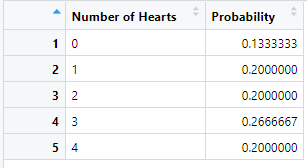 Number of Hearts Probability
1 0 0.1333333
2 1 0.2000000
3 2 0.2000000
4 3 0.2666667
5 4 0.2000000